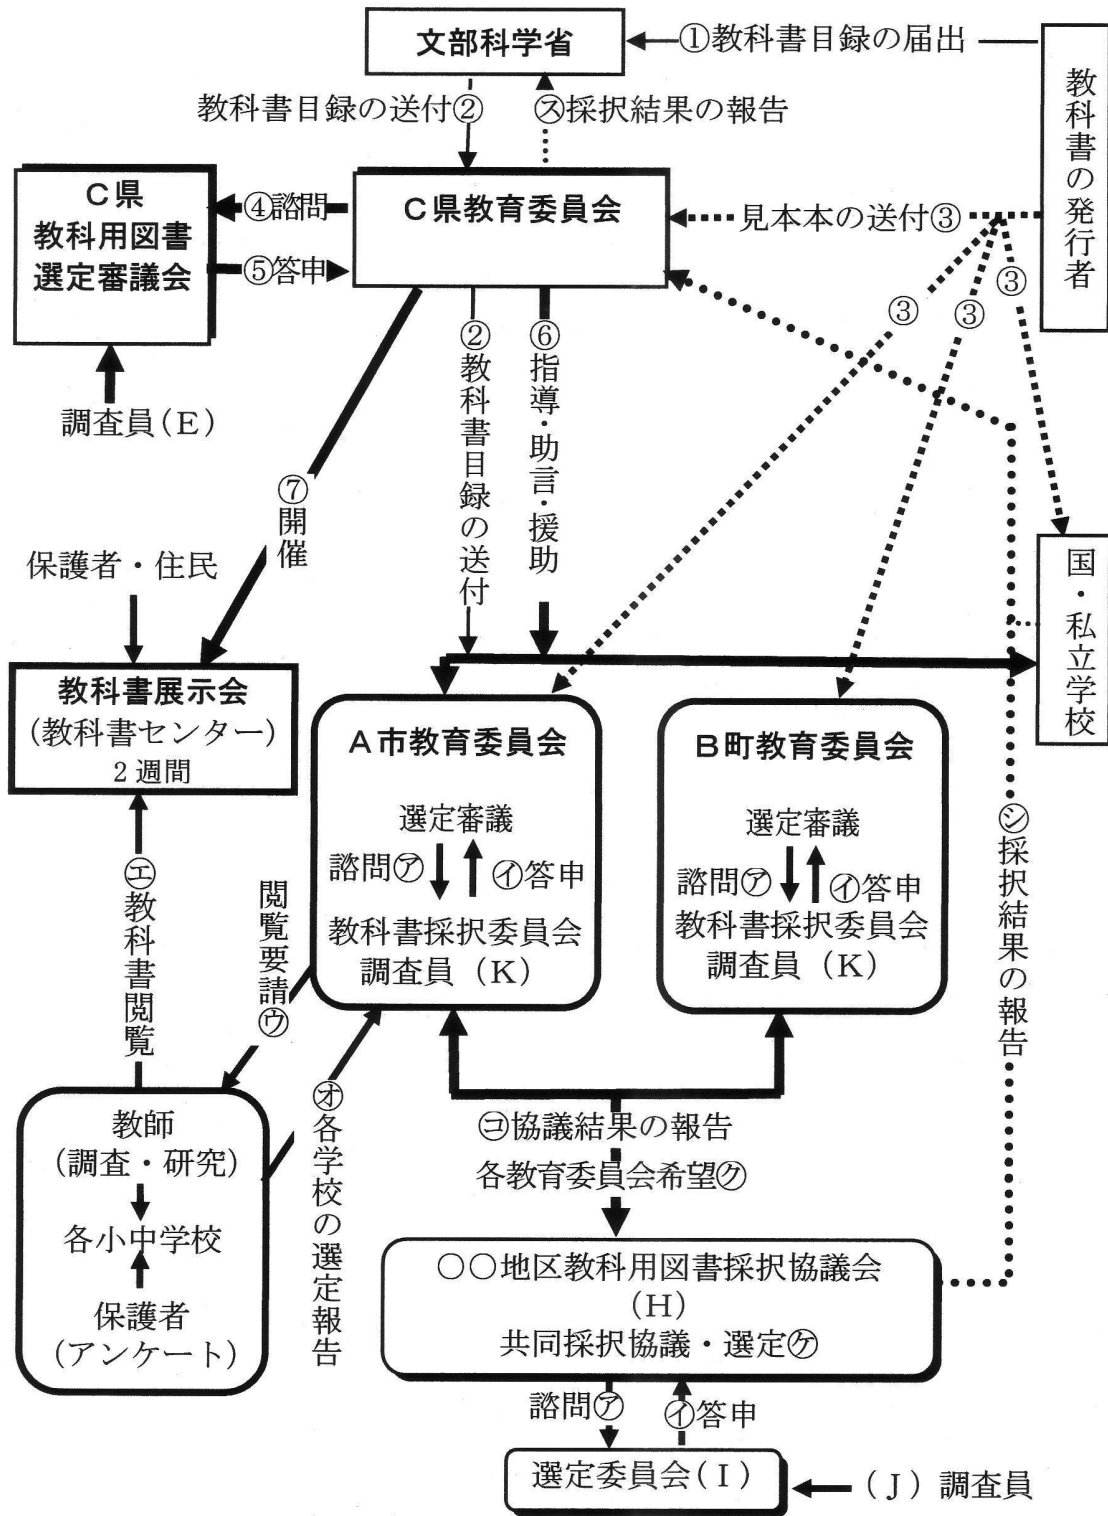 文部科学省
①教科書目録の届出
教科書の発行者
教科書目録の送付②
㋜採択結果の報告
C県
教科用図書
選定審議会
④諮問
⑤答申
C県教育委員会
見本本の送付③
③
③
③
調査員(E)
②教科書目録の送付
⑥指導・助言・援助
⑦開催
保護者・住民
国・私立学校
教科書展示会
(教科書センター)
2週間
A市教育委員会
選定審議
諮問㋐
㋑答申
教科書採択委員会
調査員(K)
B町教育委員会
選定審議
諮問㋐
㋑答申
教科書採択委員会
調査員(K)
㋛採択結果の報告
㋓教科書閲覧
閲覧要請㋒
㋔各学校の選定報告
教師
(調査・研究)
各小中学校
保護者
(アンケート)
㋙協議結果の報告
各教育委員会希望㋗
○○地区教科用図書採択協議会
(H)
共同採択協議・選定㋘
諮問㋐
㋑答申
選定委員会(I)
(J)調査員